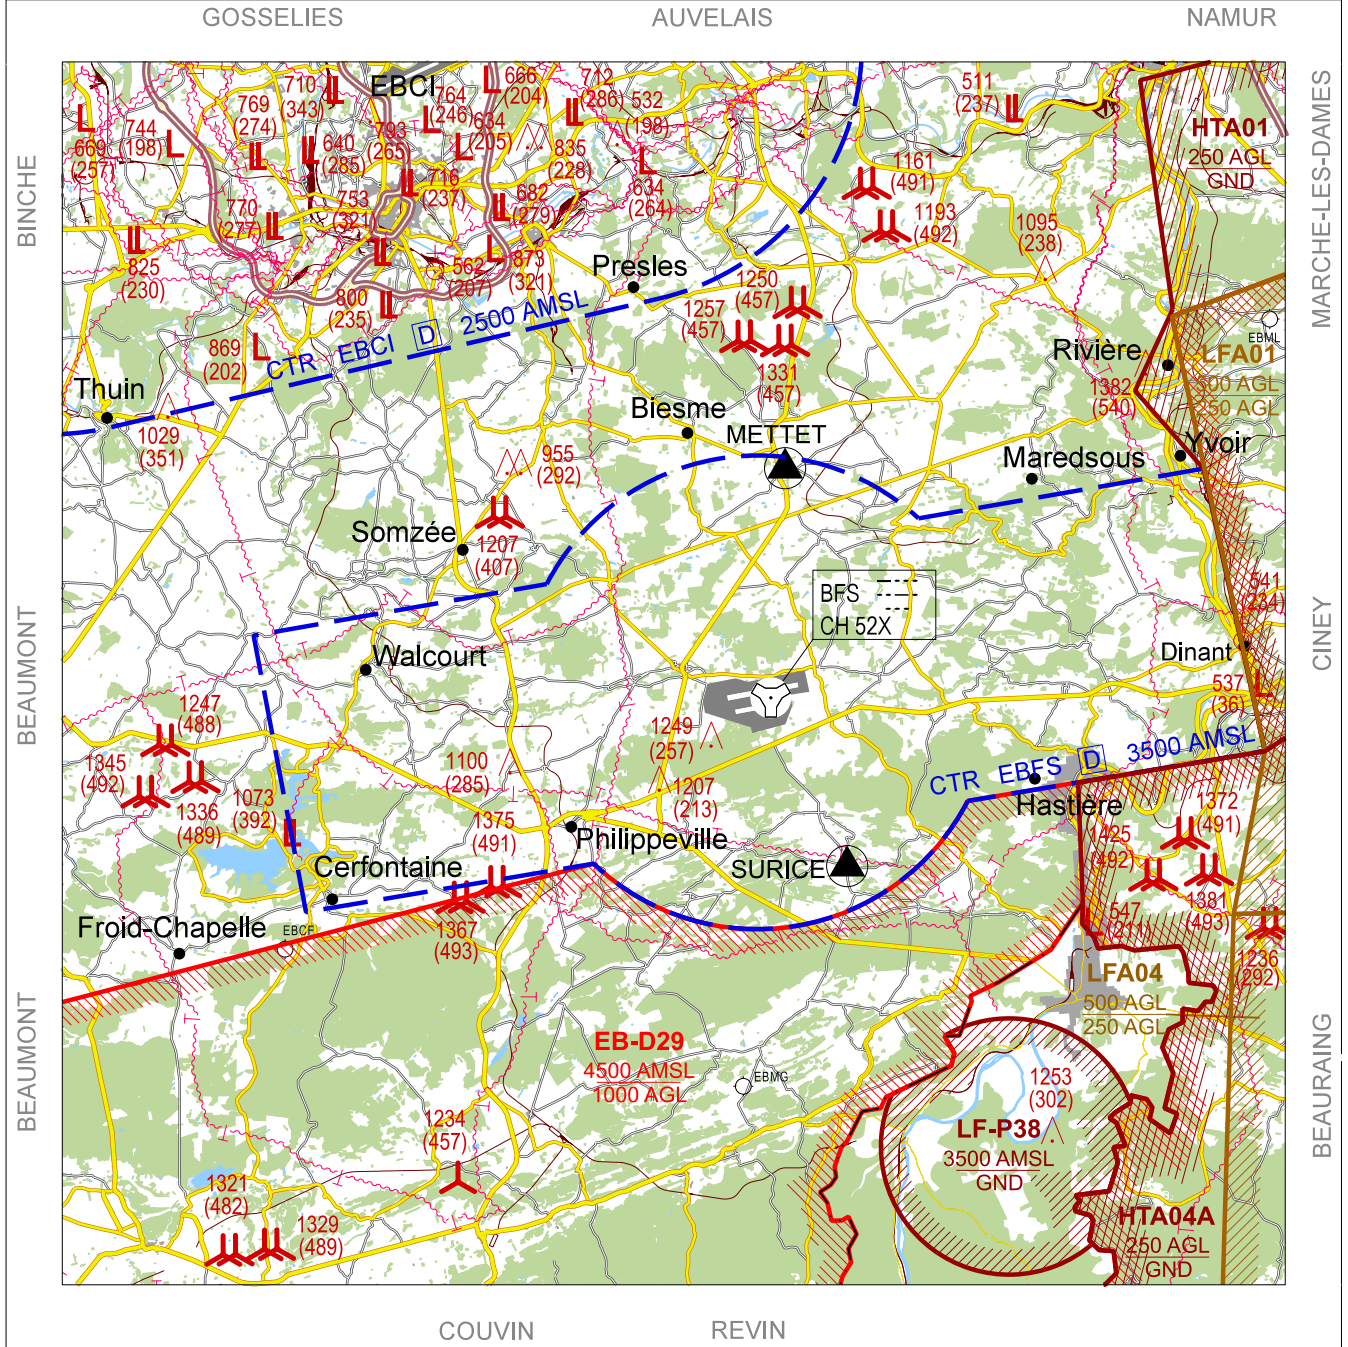 GOSSELIES
AUVELAIS
NAMUR
BINCHE
BEAUMONT
BEAUMONT
MARCHE-LES-DAMES
CINEY
BEAURAING
COUVIN
REVIN
EBCI
669
(257)
744
(198)
769
(274)
710
(343)
640
(285)
793
(265)
764
(246)
666
(204)
634
(205)
712
(286)
532
(198)
835
(228)
634
(264)
511
(237)
716
(237)
682
(279)
753
(321)
770
(277)
825
(230)
562
(207)
873
(321)
800
(235)
869
(202)
1161
(491)
1193
(492)
1095
(238)
HTA01
250 AGL
GND
Presles
1250
(457)
1257
(457)
1331
(457)
CTR EBCI D 2500 AMSL
EBML
LFA01
500 AGL
250 AGL
Rivière
1382
(540)
Thuin
1029
(351)
Biesme
METTET
Maredsous
Yvoir
955
(292)
Somzée
1207
(407)
BFS
CH 52X
541
(234)
Dinant
537
(36)
Walcourt
1247
(488)
1345
(492)
1336
(489)
1073
(392)
1249
(257)
1100
(285)
1207
(213)
CTR EBFS D 3500 AMSL
Hastière
1372
(491)
1425
(492)
1381
(493)
547
(211)
1236
(292)
1375
(491)
Philippeville
SURICE
Cerfontaine
1367
(493)
Froid-Chapelle
EBCF
LFA04
500 AGL
250 AGL
EB-D29
4500 AMSL
1000 AGL
EBMG
1253
(302)
LF-P38
3500 AMSL
GND
1234
(457)
1321
(482)
1329
(489)
HTA04A
250 AGL
GND